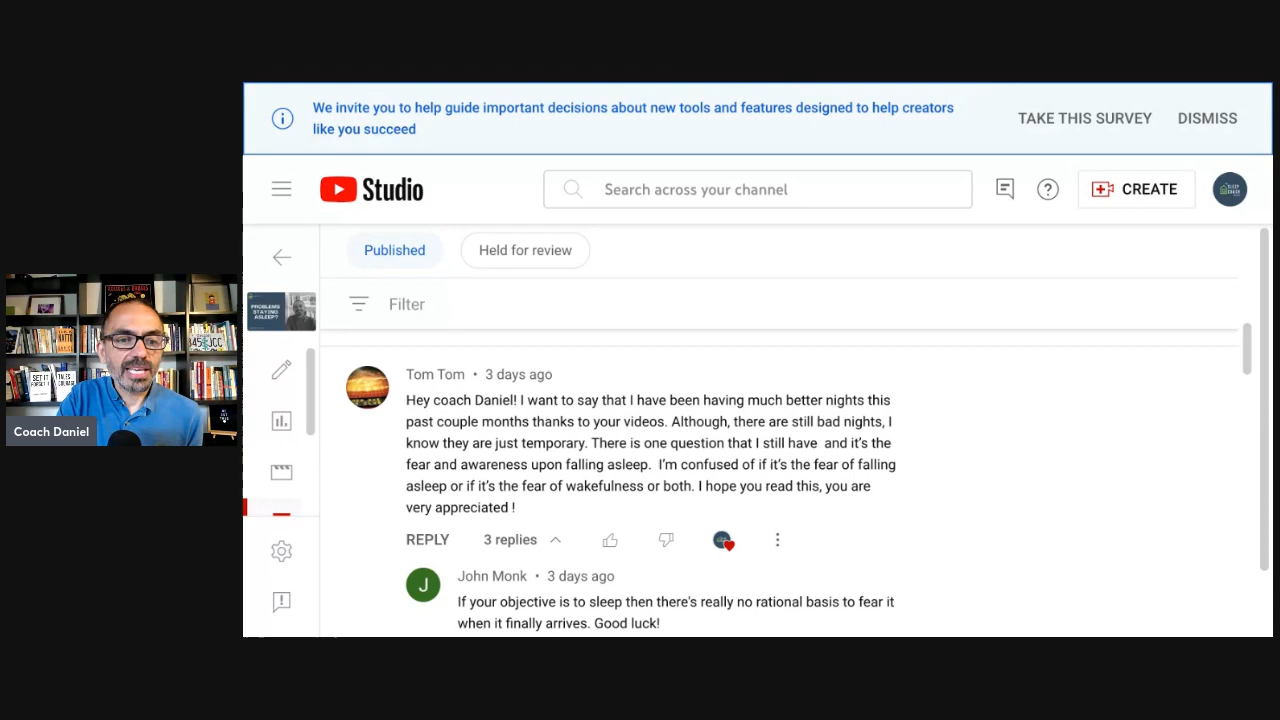 We invite you to help guide important decisions about new tools and features designed to help creators
like you succeed
TAKE THIS SURVEY
DISMISS
Studio
Search across your channel
CREATE
Published
Held for review
PROBLEMS
STAYING
ASLEEP?
Filter
Tom Tom • 3 days ago
Hey coach Daniel! I want to say that I have been having much better nights this
past couple months thanks to your videos. Although, there are still bad nights, I
know they are just temporary. There is one question that I still have and it's the
fear and awareness upon falling asleep. I'm confused of if it's the fear of falling
asleep or if it's the fear of wakefulness or both. I hope you read this, you are
very appreciated !
REPLY
3 replies
J
John Monk • 3 days ago
If your objective is to sleep then there's really no rational basis to fear it
when it finally arrives. Good luck!
Coach Daniel